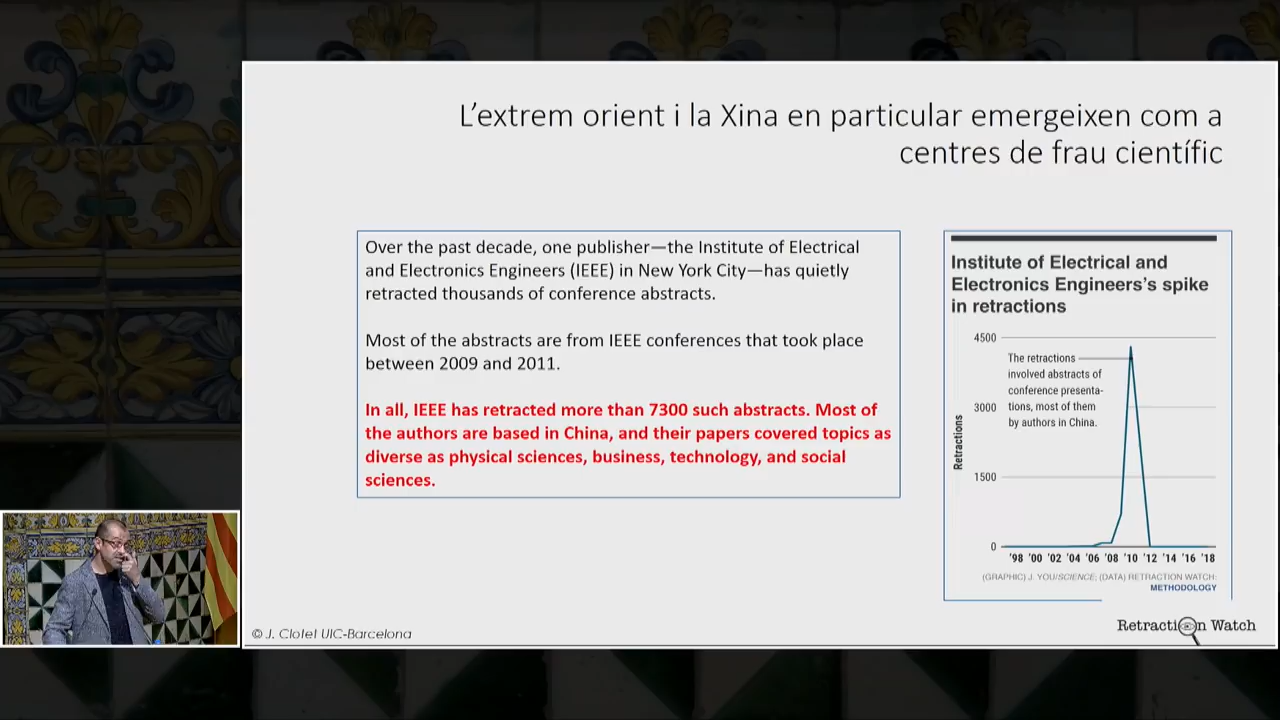 L'extrem orient i la Xina en particular emergeixen com a
centres de frau científic
Over the past decade, one publisher—the Institute of Electrical
and Electronics Engineers (IEEE) in New York City—has quietly
retracted thousands of conference abstracts.
Most of the abstracts are from IEEE conferences that took place
between 2009 and 2011.
In all, IEEE has retracted more than 7300 such abstracts. Most of
the authors are based in China, and their papers covered topics as
diverse as physical sciences, business, technology, and social
sciences.
Institute of Electrical and
Electronics Engineers's spike
in retractions
4500
The retractions
involved abstracts of
conference presenta-
tions, most of them
by authors in China.
3000
1500
0
Retractions
'98 '00 '02 '04 '06 '08 '10 '12 '14 '16 '18
(GRAPHIC) J. YOU/SCIENCE; (DATA) RETRACTION WATCH;
METHODOLOGY
© J. Clotet UIC-Barcelona
Retraction Watch